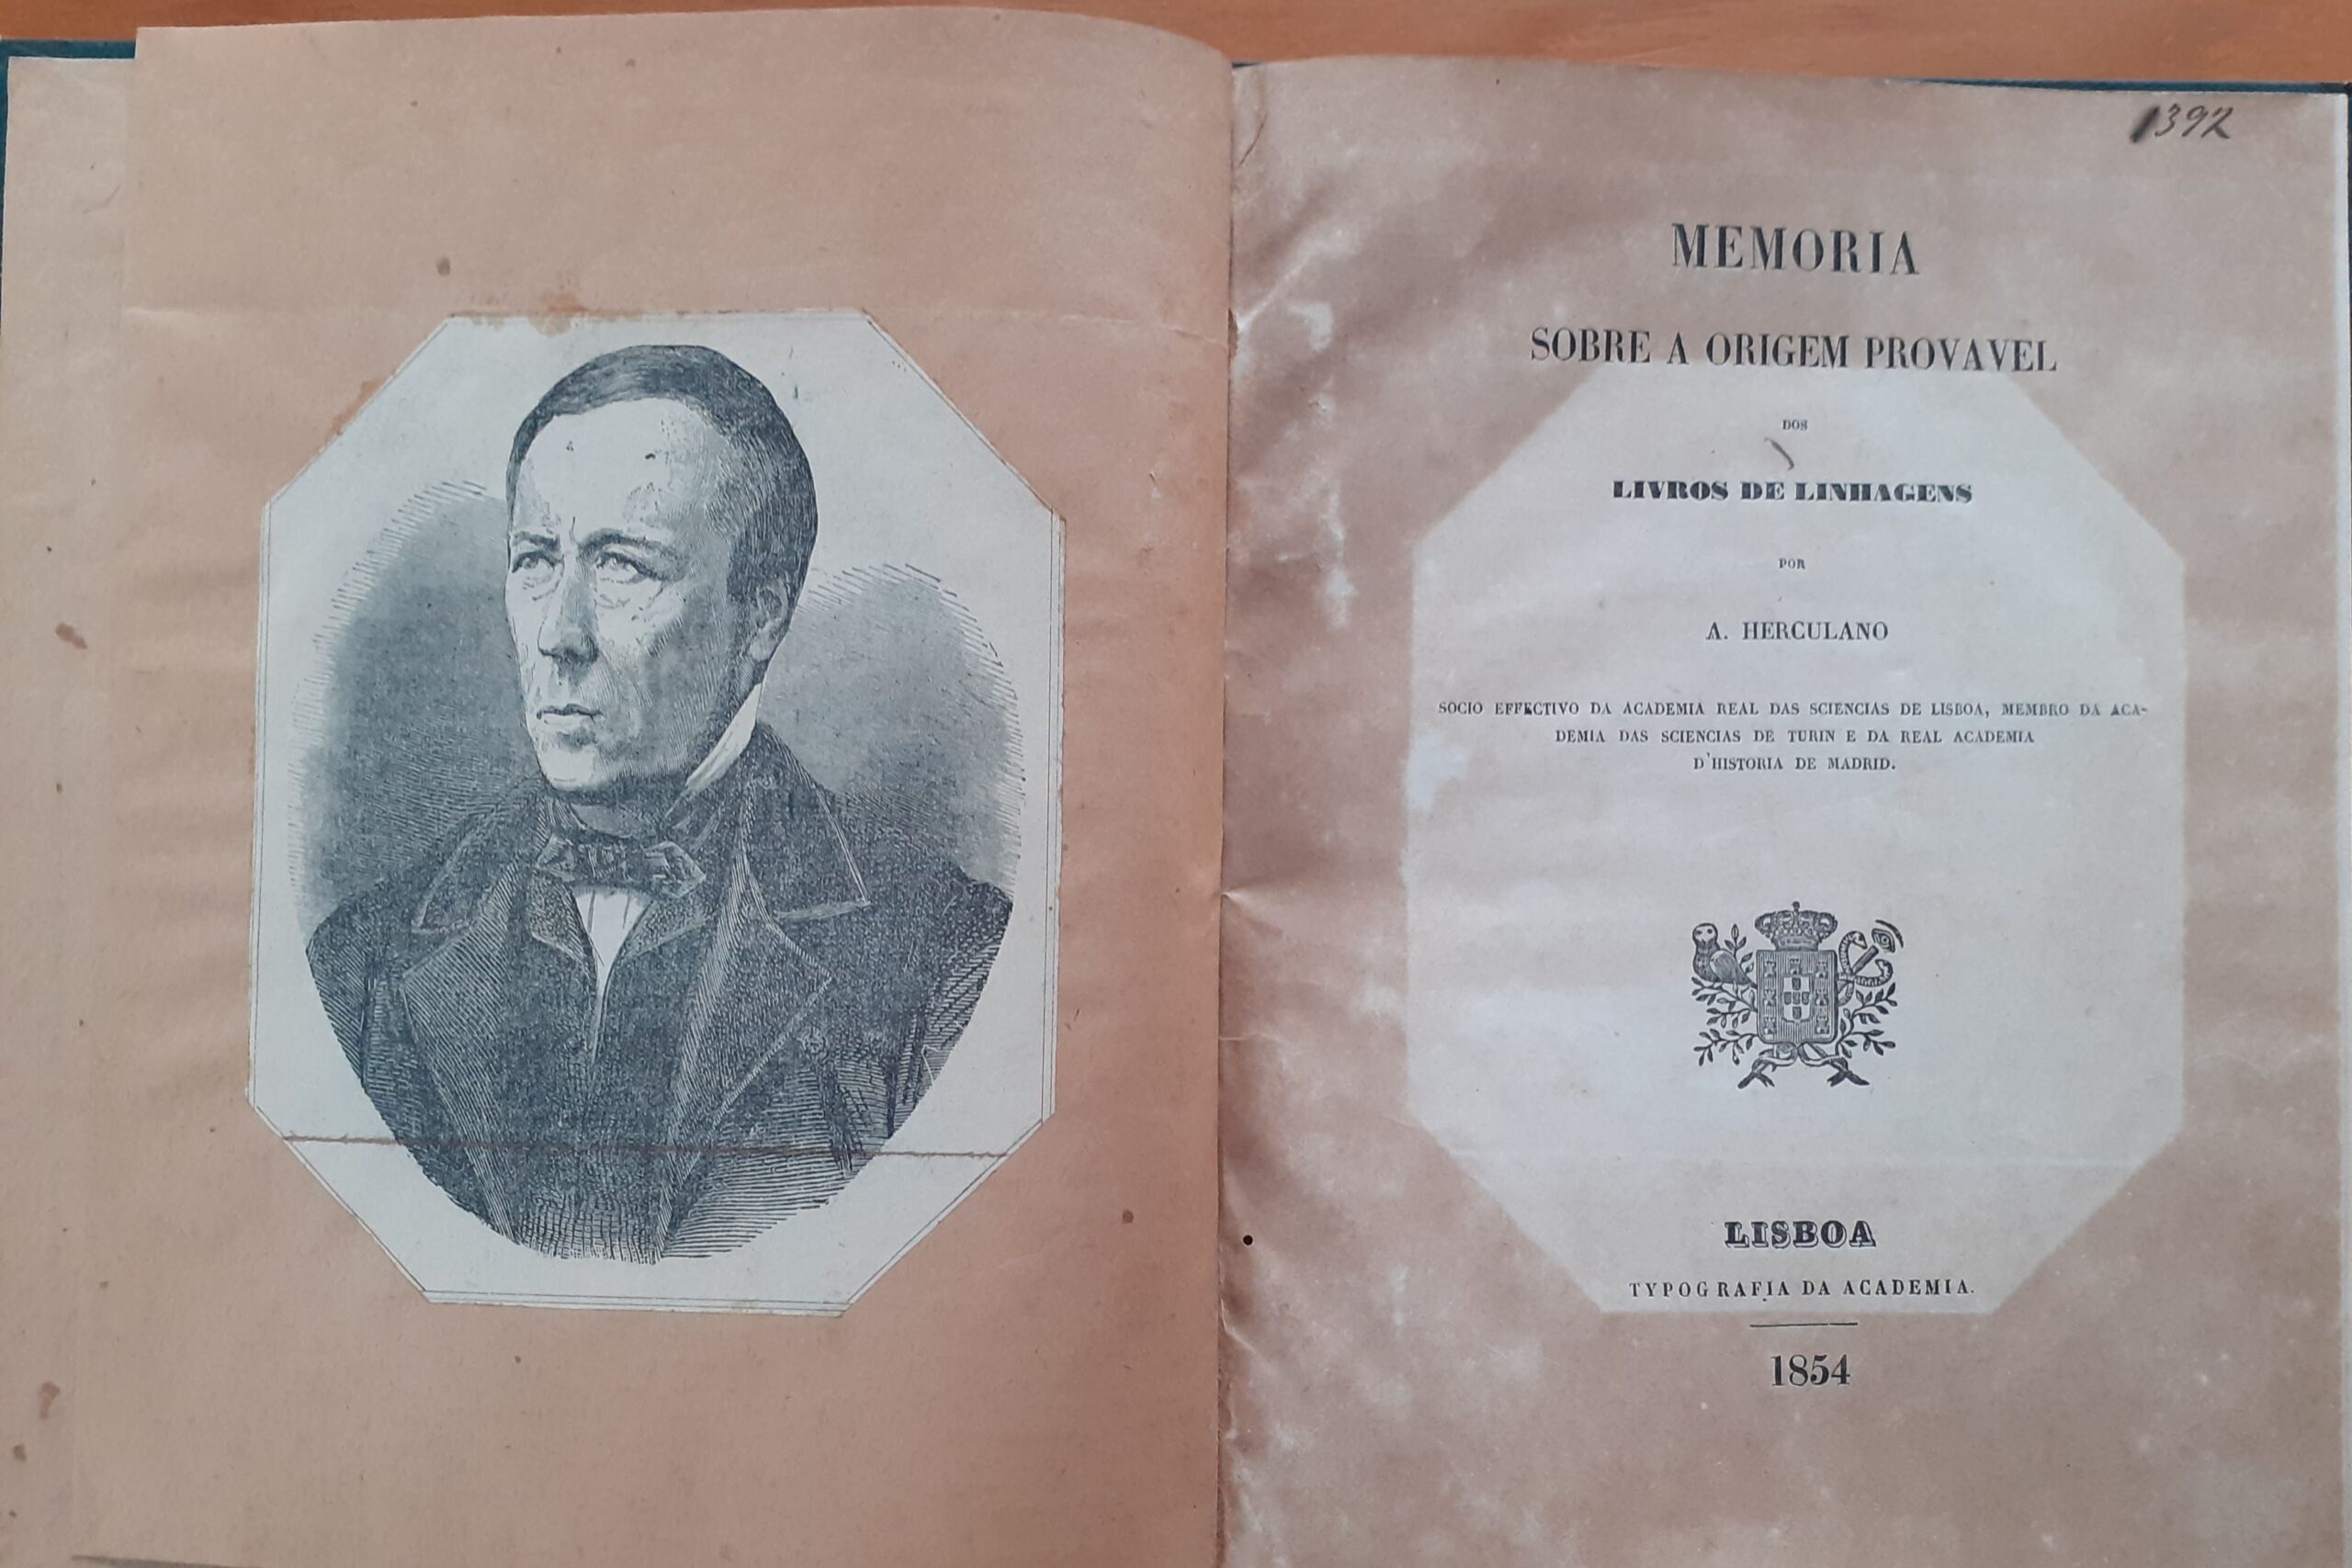 1392
MEMORIA
SOBRE A ORIGEM PROVAVEL
DOS
LIVROS DE LINHAGENS
POR
A. HERCULANO
SOCIO EFFECTIVO DA ACADEMIA REAL DAS SCIENCIAS DE LISBOA, MEMBRO DA ACA-
DEMIA DAS SCIENCIAS DE TURIN E DA REAL ACADEMIA
D'HISTORIA DE MADRID.
LISBOA
TYPOGRAFIA DA ACADEMIA.
1854